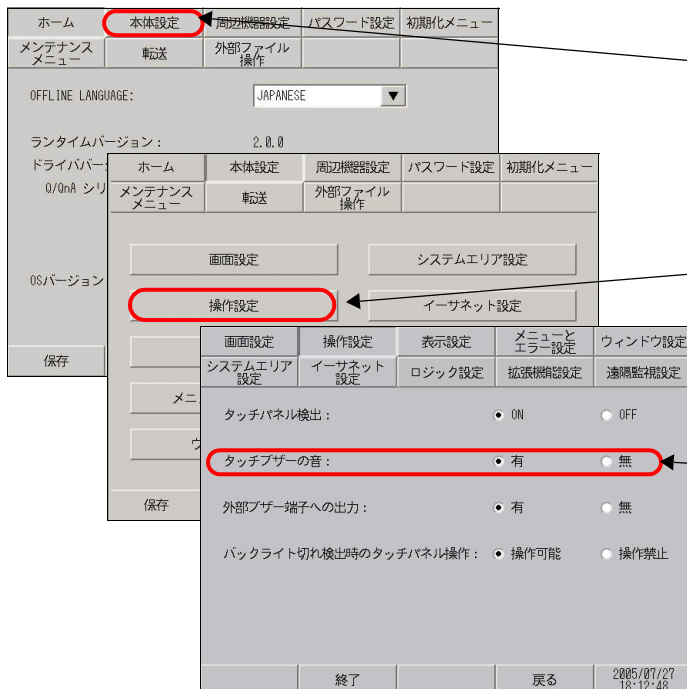 ホーム 本体設定 周辺機器設定 パスワード設定 初期化メニュー
メンテナンス
メニュー
転送
外部ファイル
操作
OFFLINE LANGUAGE: JAPANESE
ランタイムバージョン： 2.0.0
ドライババー
Q/QnA シリ
OSバージョン
保存
ホーム 本体設定 周辺機器設定 パスワード設定 初期化メニュー
メンテナンス
メニュー
転送
外部ファイル
操作
画面設定 システムエリア設定
操作設定 イーサネット設定
メニ
ウ
保存
画面設定 操作設定 表示設定
メニューと
エラー設定
ウィンドウ設定
システムエリア
設定
イーサネット
設定
ロジック設定 拡張機能設定 遠隔監視設定
タッチパネル検出： ON OFF
タッチブザーの音： 有 無
外部ブザー端子への出力： 有 無
バックライト切れ検出時のタッチパネル操作： 操作可能 操作禁止
終了 戻る
2005/07/27
18:12:48